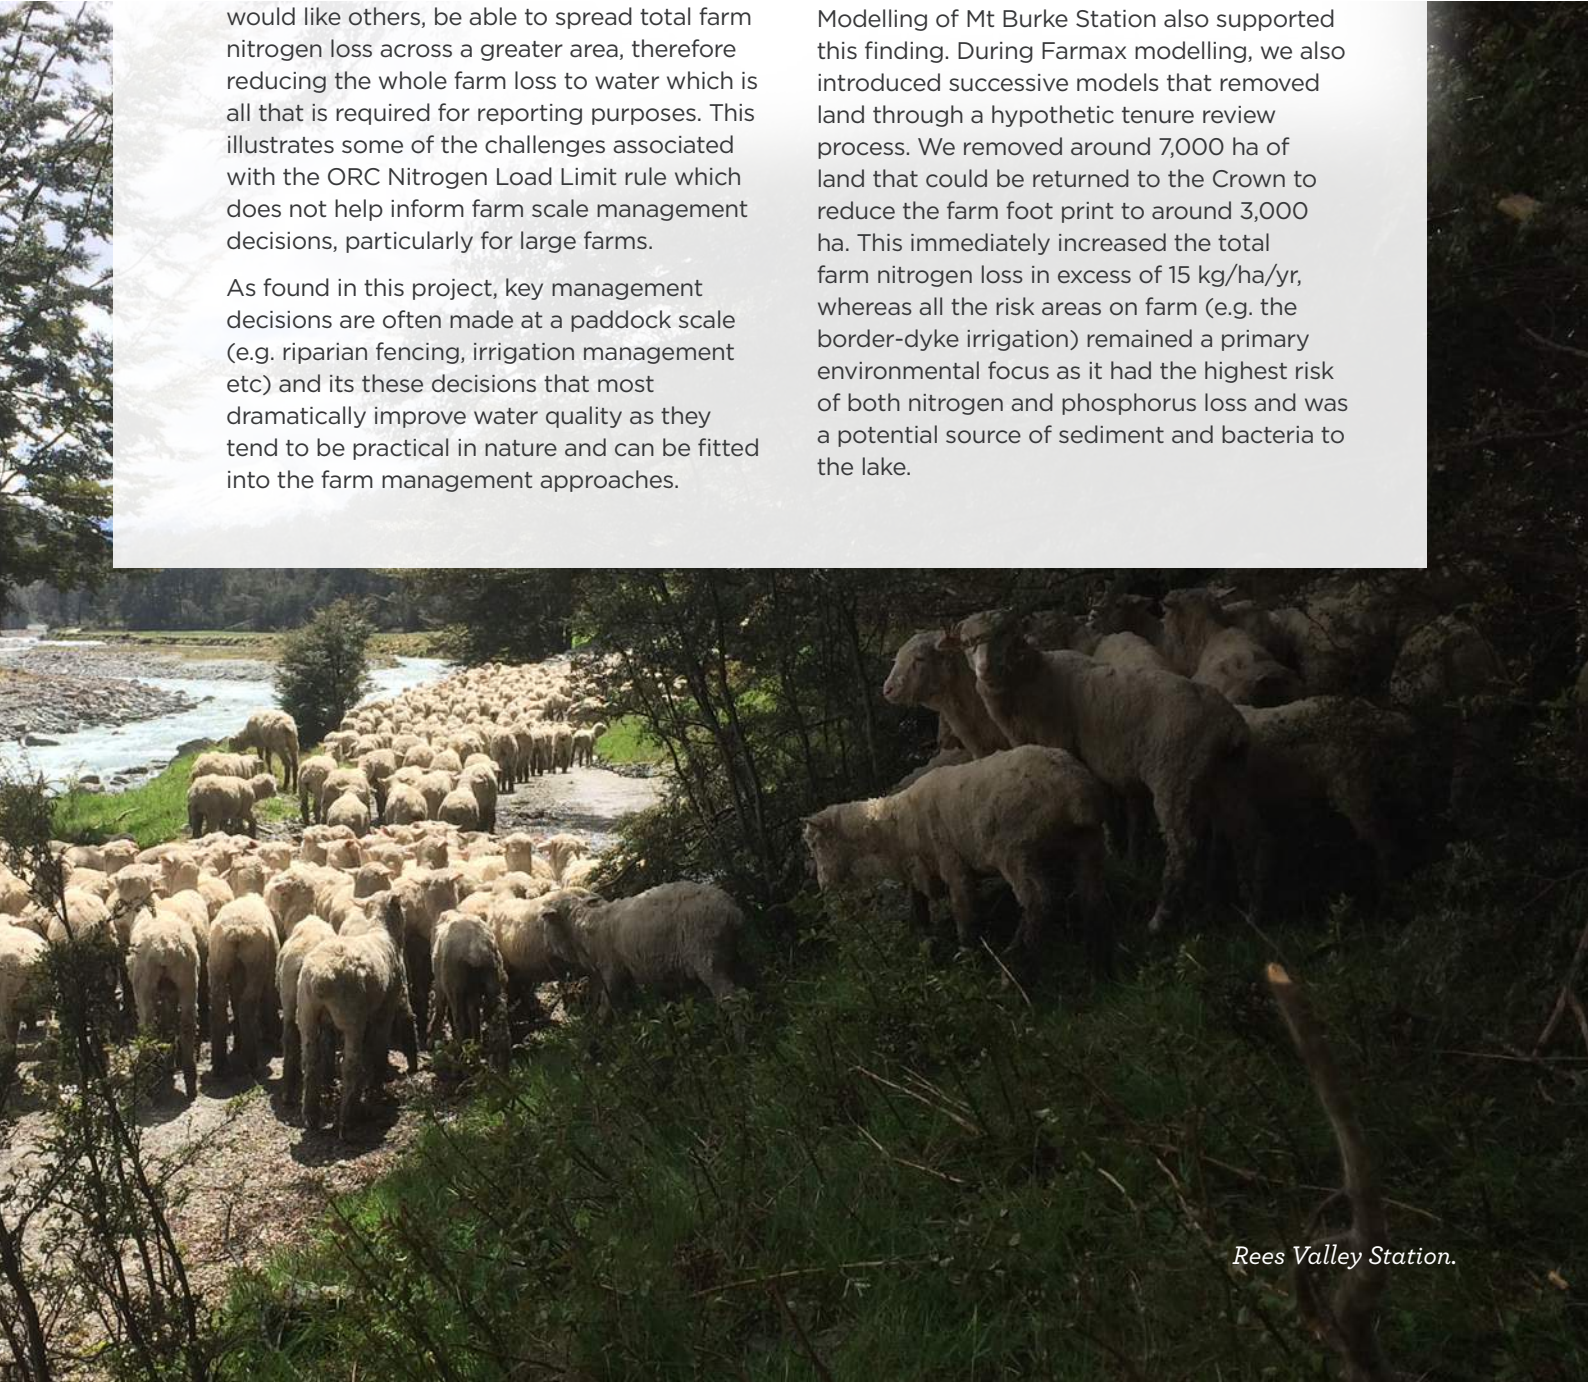 would like others, be able to spread total farm
nitrogen loss across a greater area, therefore
reducing the whole farm loss to water which is
all that is required for reporting purposes. This
illustrates some of the challenges associated
with the ORC Nitrogen Load Limit rule which
does not help inform farm scale management
decisions, particularly for large farms.
As found in this project, key management
decisions are often made at a paddock scale
(e.g. riparian fencing, irrigation management
etc) and its these decisions that most
dramatically improve water quality as they
tend to be practical in nature and can be fitted
into the farm management approaches.
Modelling of Mt Burke Station also supported
this finding. During Farmax modelling, we also
introduced successive models that removed
land through a hypothetic tenure review
process. We removed around 7,000 ha of
land that could be returned to the Crown to
reduce the farm foot print to around 3,000
ha. This immediately increased the total
farm nitrogen loss in excess of 15 kg/ha/yr,
whereas all the risk areas on farm (e.g. the
border-dyke irrigation) remained a primary
environmental focus as it had the highest risk
of both nitrogen and phosphorus loss and was
a potential source of sediment and bacteria to
the lake.
Rees Valley Station.